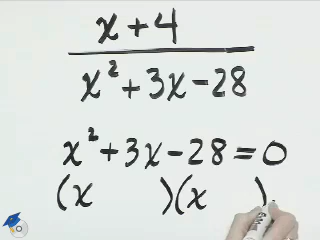 x + 4
x² + 3x - 28
x² + 3x - 28 = 0
(x      )(x      )